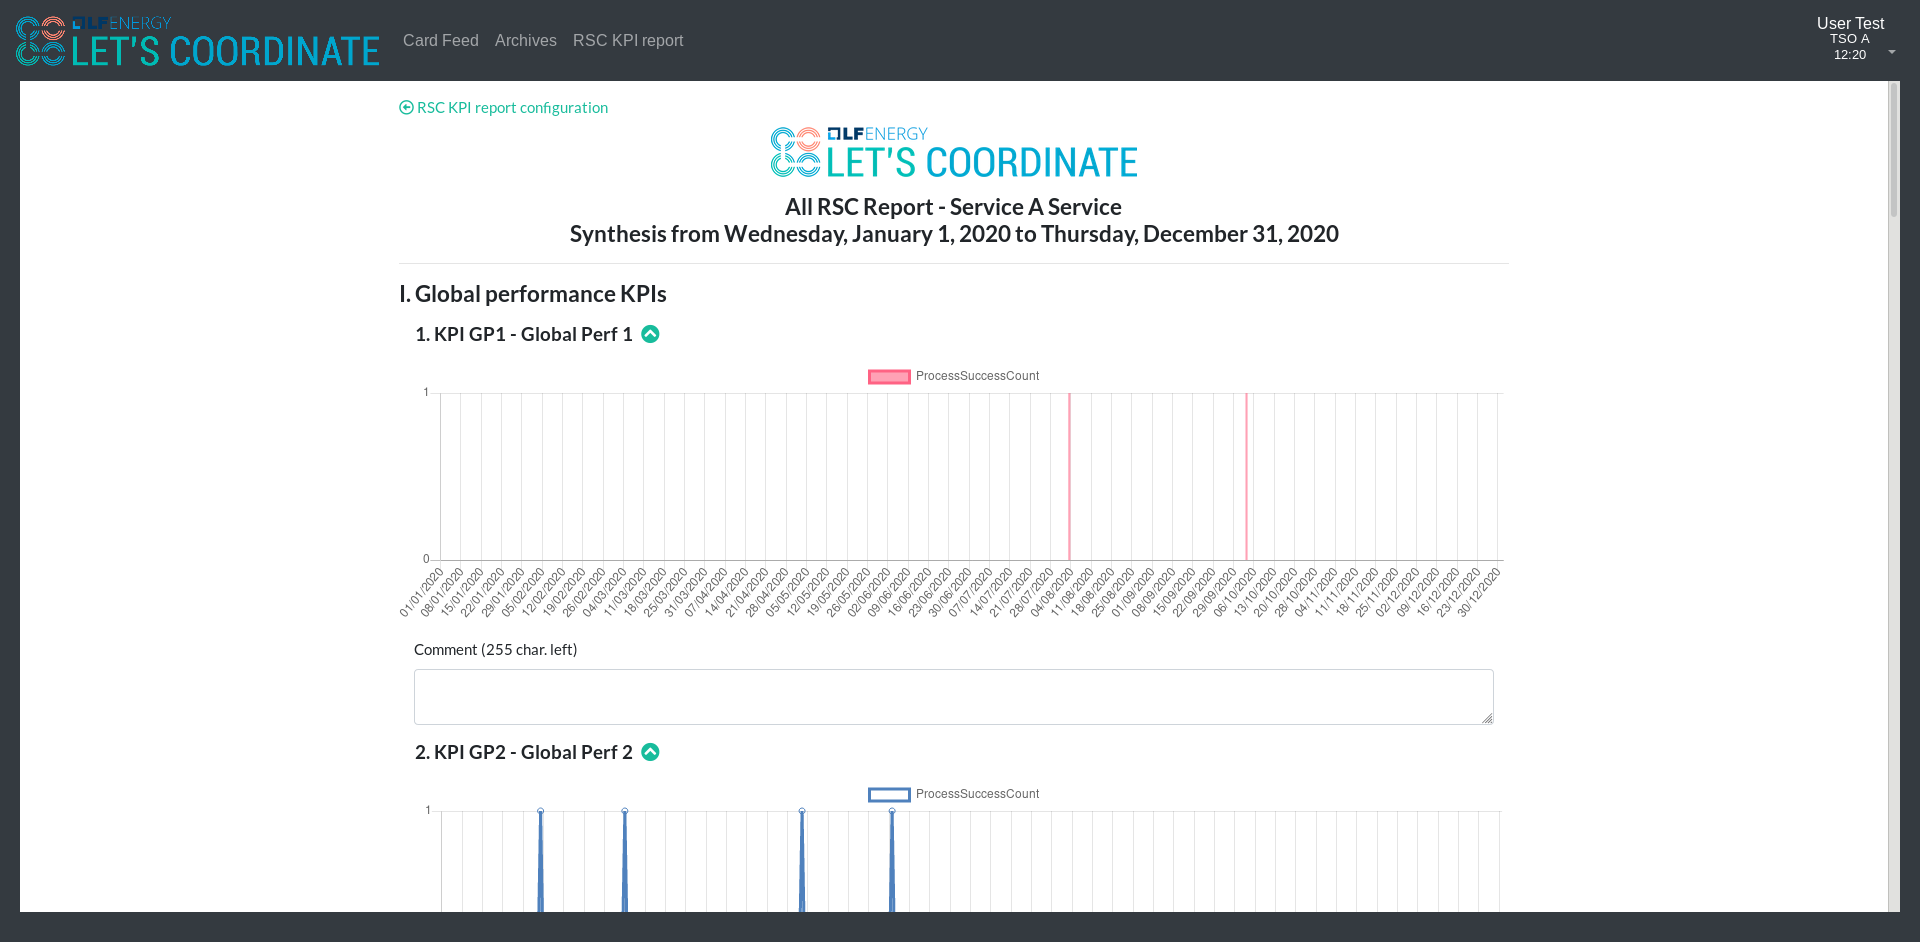 LF ENERGY
LET'S COORDINATE
Card Feed Archives RSC KPI report
User Test
TSO A
12:20
RSC KPI report configuration
LF ENERGY
LET'S COORDINATE
All RSC Report - Service A Service
Synthesis from Wednesday, January 1, 2020 to Thursday, December 31, 2020
I. Global performance KPIs
1. KPI GP1 - Global Perf 1
ProcessSuccessCount
1
0
01/01/2020 08/01/2020 15/01/2020 22/01/2020 29/01/2020 05/02/2020 12/02/2020 19/02/2020 26/02/2020 04/03/2020 11/03/2020 18/03/2020 25/03/2020 31/03/2020 07/04/2020 14/04/2020 21/04/2020 28/04/2020 05/05/2020 12/05/2020 19/05/2020 26/05/2020 02/06/2020 09/06/2020 16/06/2020 23/06/2020 30/06/2020 07/07/2020 14/07/2020 21/07/2020 28/07/2020 04/08/2020 11/08/2020 18/08/2020 25/08/2020 01/09/2020 08/09/2020 15/09/2020 22/09/2020 29/09/2020 06/10/2020 13/10/2020 20/10/2020 28/10/2020 04/11/2020 11/11/2020 18/11/2020 25/11/2020 02/12/2020 09/12/2020 16/12/2020 23/12/2020 30/12/2020
Comment (255 char. left)
2. KPI GP2 - Global Perf 2
ProcessSuccessCount
1